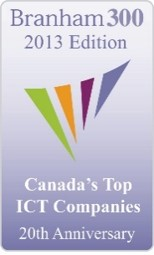 Branham300
2013 Edition
Canada's Top
ICT Companies
20th Anniversary